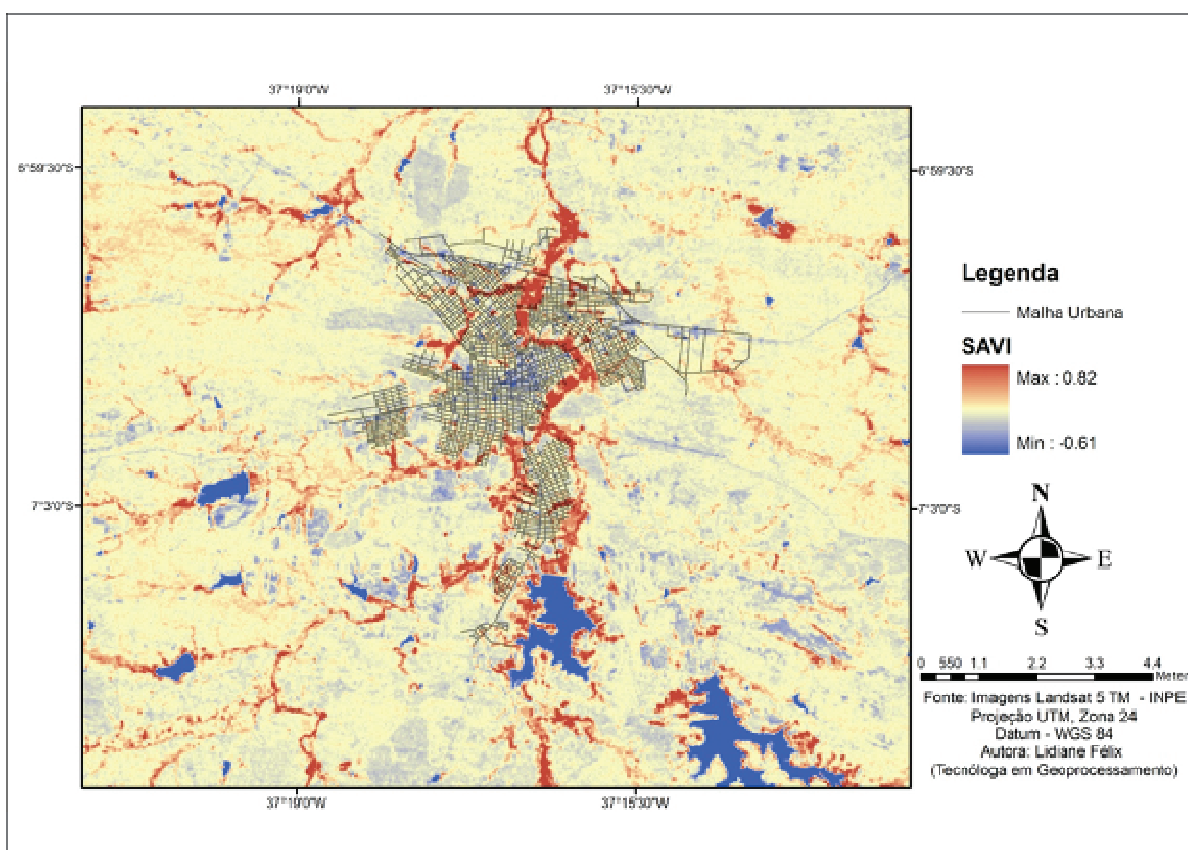 37°19'0"W 37°15'30"W
6°59'30"S 6°59'30"S
Legenda
Malha Urbana
SAVI
Max : 0.82
Min : -0.61
7°3'0"S 7°3'0"S
N
W E
S
0 550 1.1 2.2 3.3 4.4
Meter
Fonte: Imagens Landsat 5 TM - INPE
Projeção UTM, Zona 24
Datum - WGS 84
Autora: Lidiane Félix
(Tecnóloga em Geoprocessamento)
37°19'0"W 37°15'30"W